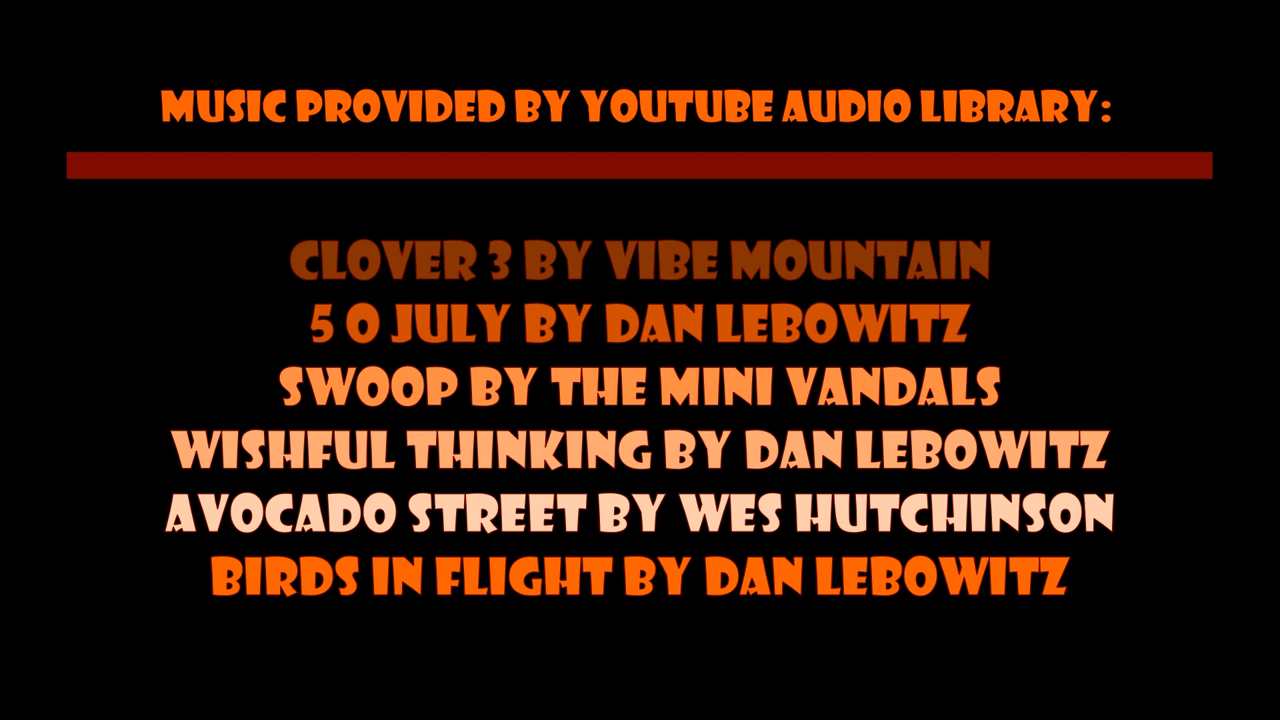 MUSIC PROVIDED BY YOUTUBE AUDIO LIBRARY:
CLOVER 3 BY VIBE MOUNTAIN
5 O JULY BY DAN LEBOWITZ
SWOOP BY THE MINI VANDALS
WISHFUL THINKING BY DAN LEBOWITZ
AVOCADO STREET BY WES HUTCHINSON
BIRDS IN FLIGHT BY DAN LEBOWITZ